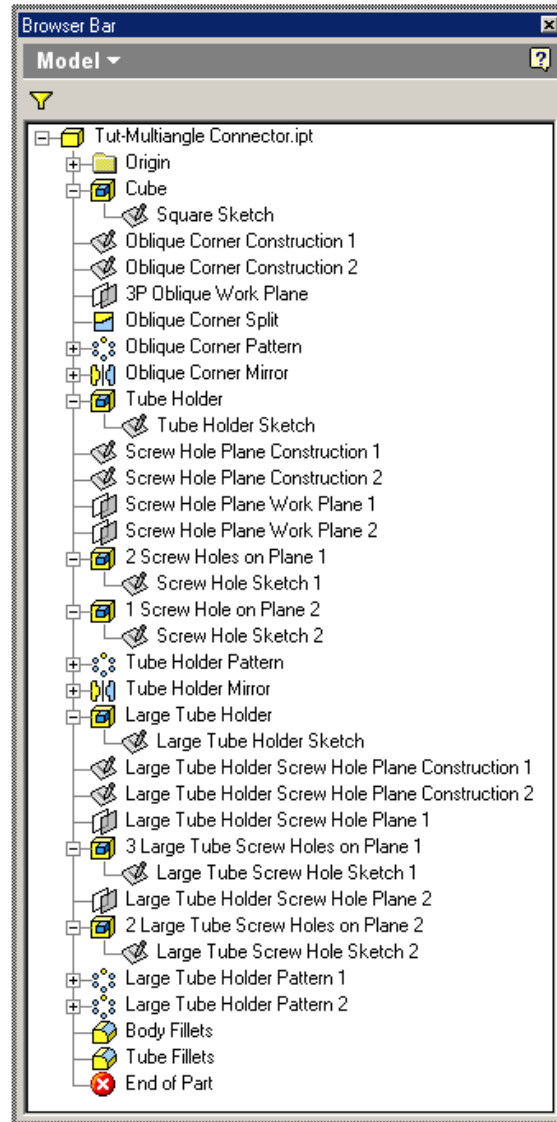 Browser Bar
Model
Tut-Multiangle Connector.ipt
Origin
Cube
Square Sketch
Oblique Corner Construction 1
Oblique Corner Construction 2
3P Oblique Work Plane
Oblique Corner Split
Oblique Corner Pattern
Oblique Corner Mirror
Tube Holder
Tube Holder Sketch
Screw Hole Plane Construction 1
Screw Hole Plane Construction 2
Screw Hole Plane Work Plane 1
Screw Hole Plane Work Plane 2
2 Screw Holes on Plane 1
Screw Hole Sketch 1
1 Screw Hole on Plane 2
Screw Hole Sketch 2
Tube Holder Pattern
Tube Holder Mirror
Large Tube Holder
Large Tube Holder Sketch
Large Tube Holder Screw Hole Plane Construction 1
Large Tube Holder Screw Hole Plane Construction 2
Large Tube Holder Screw Hole Plane 1
3 Large Tube Screw Holes on Plane 1
Large Tube Screw Hole Sketch 1
Large Tube Holder Screw Hole Plane 2
2 Large Tube Screw Holes on Plane 2
Large Tube Screw Hole Sketch 2
Large Tube Holder Pattern 1
Large Tube Holder Pattern 2
Body Fillets
Tube Fillets
End of Part